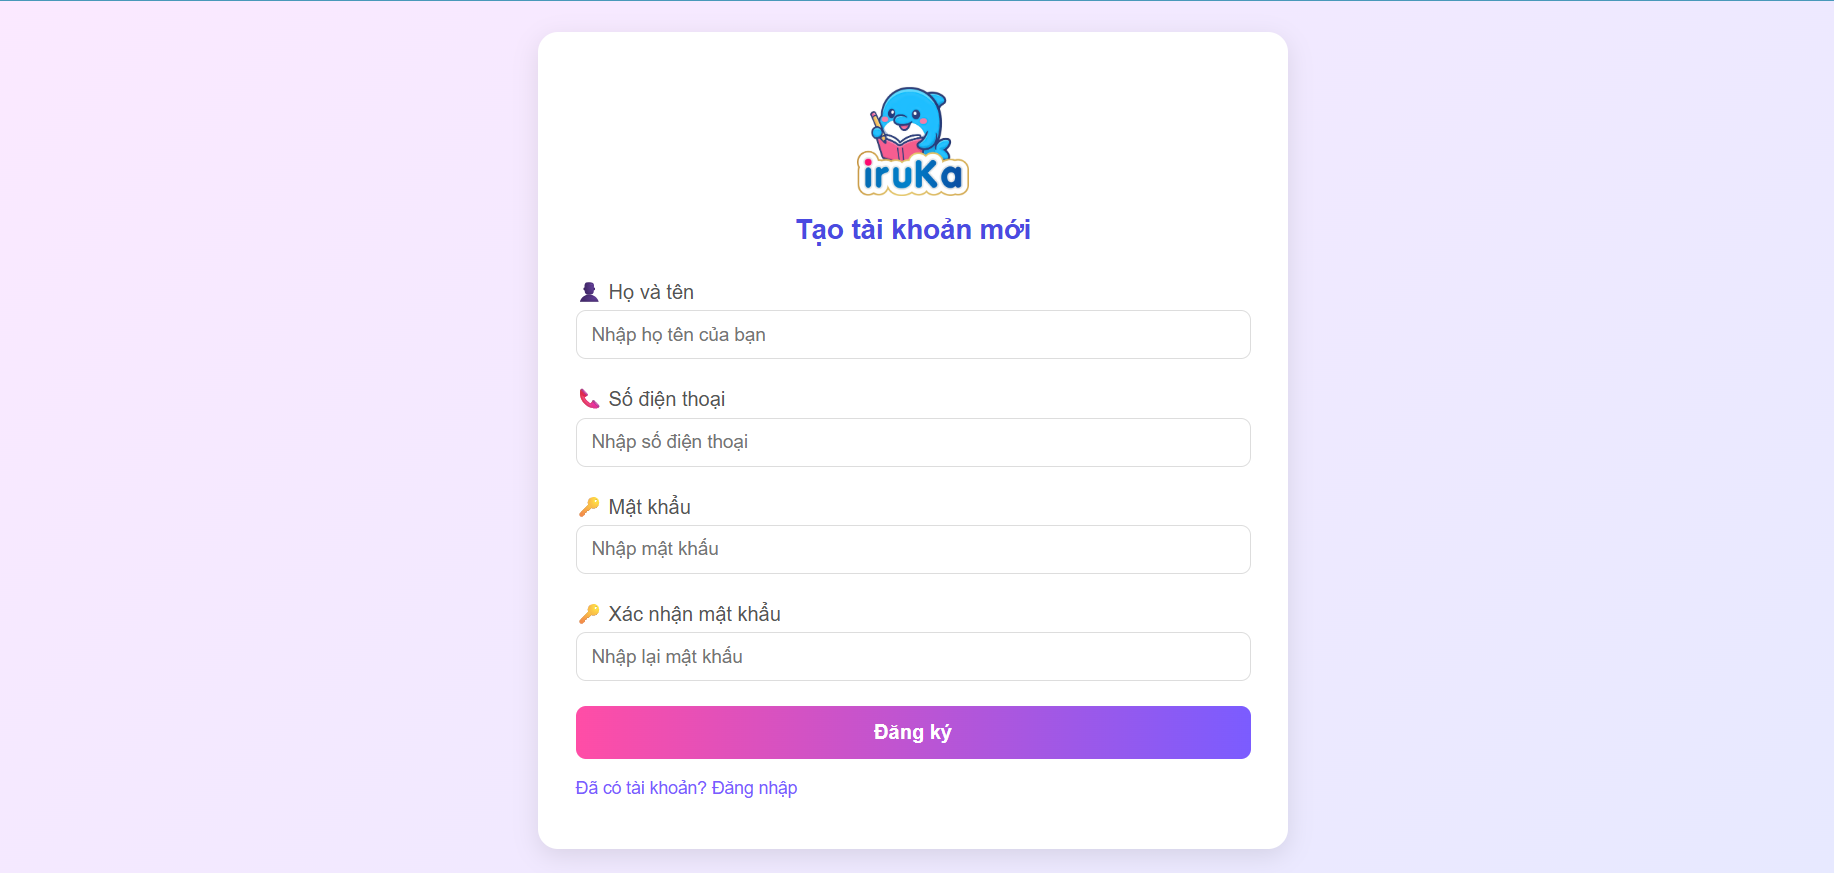 iruKa
Tạo tài khoản mới
Họ và tên
Nhập họ tên của bạn
Số điện thoại
Nhập số điện thoại
Mật khẩu
Nhập mật khẩu
Xác nhận mật khẩu
Nhập lại mật khẩu
Đăng ký
Đã có tài khoản? Đăng nhập